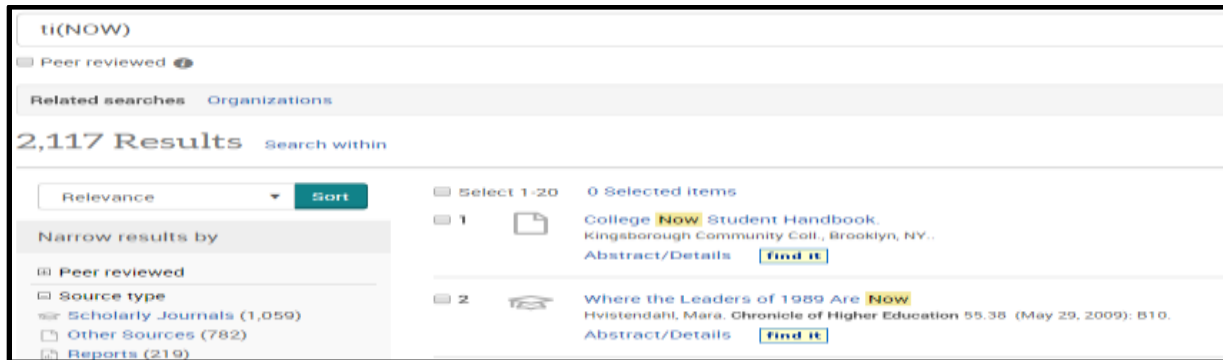 ti(NOW)
Peer reviewed
Related searches Organizations
2,117 Results Search within
Relevance Sort
Narrow results by
Peer reviewed
Source type
Scholarly Journals (1,059)
Other Sources (782)
Reports (219)
Select 1-20 0 Selected items
1 College Now Student Handbook.
Kingsborough Community Coll., Brooklyn, NY..
Abstract/Details find it
2 Where the Leaders of 1989 Are Now
Hvistendahl, Mara. Chronicle of Higher Education 55.38 (May 29, 2009): B10.
Abstract/Details find it